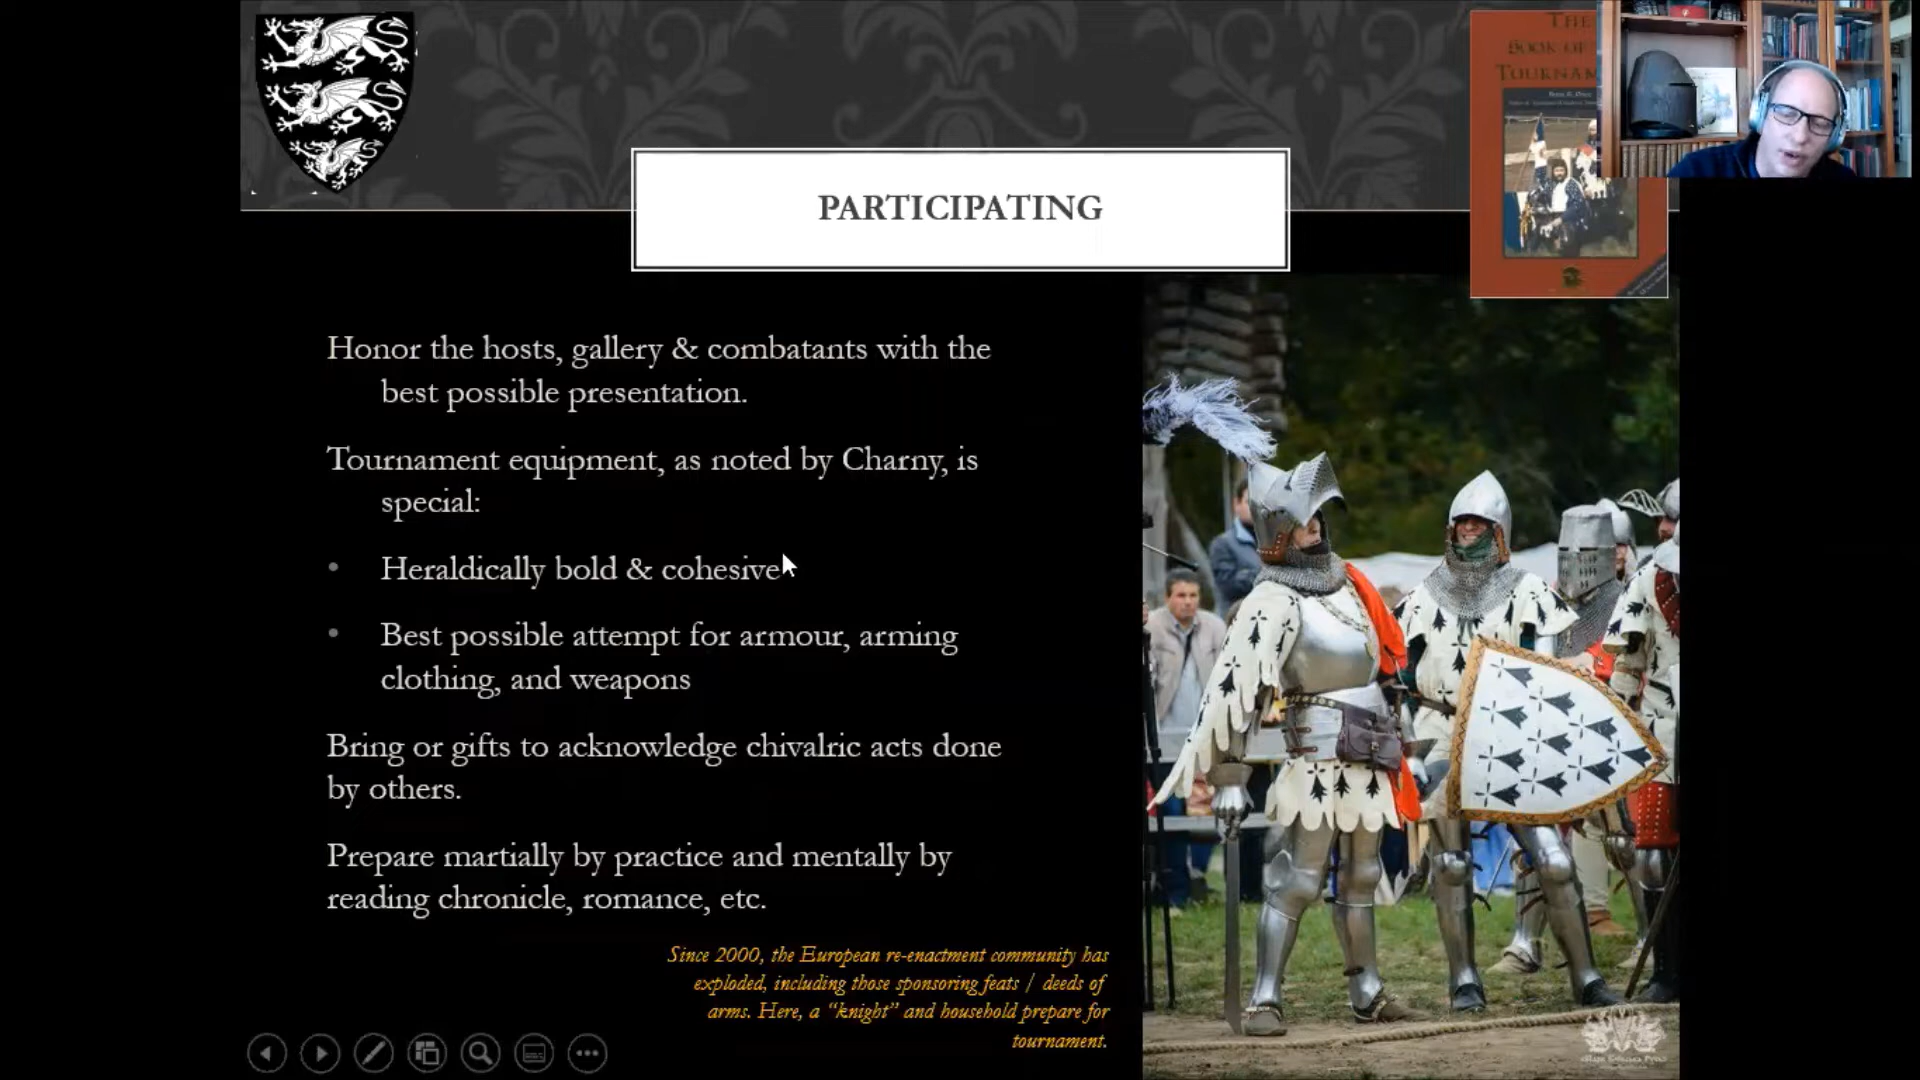 THE
BOOK OF
TOURNAM
PARTICIPATING
Honor the hosts, gallery & combatants with the
best possible presentation.
Tournament equipment, as noted by Charny, is
special:
• Heraldically bold & cohesive
• Best possible attempt for armour, arming
clothing, and weapons
Bring or gifts to acknowledge chivalric acts done
by others.
Prepare martially by practice and mentally by
reading chronicle, romance, etc.
Since 2000, the European re-enactment community has
exploded, including those sponsoring feats / deeds of
arms. Here, a “knight” and household prepare for
tournament.